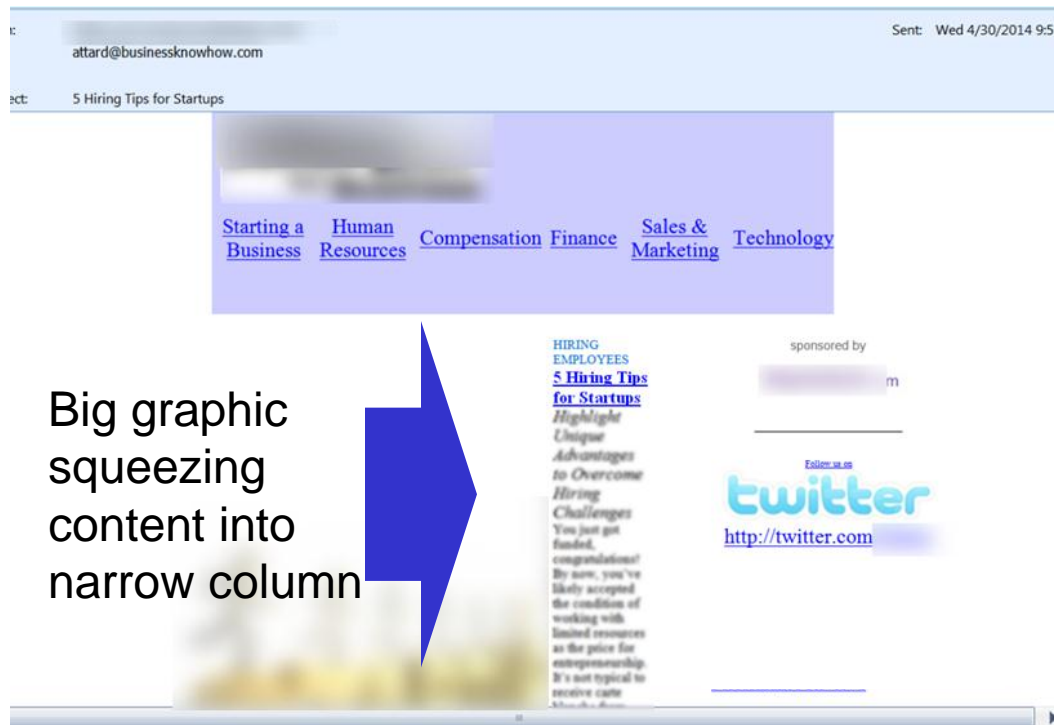 Sent: Wed 4/30/2014 9:5
attard@businessknowhow.com
ect:
5 Hiring Tips for Startups
Starting a Business
Human Resources
Compensation
Finance
Sales & Marketing
Technology
Big graphic
squeezing
content into
narrow column
HIRING
EMPLOYEES
5 Hiring Tips
for Startups
Highlight
Unique
Advantages
to Overcome
Hiring
Challenges
You just got
funded,
congratulations!
By now, you've
likely accepted
the condition of
working with
limited resources
as the price for
entrepreneurship.
It's not typical to
receive carte
sponsored by
m
Follow us on
twitter
http://twitter.com